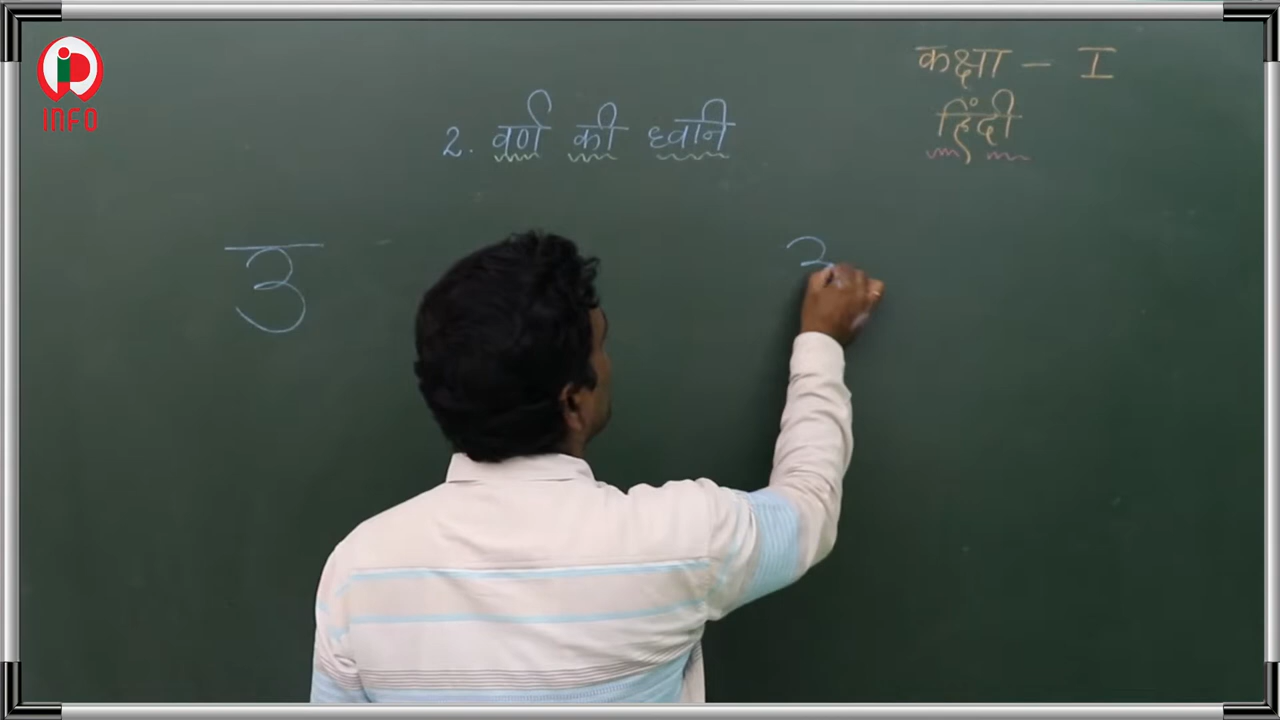 INFO
कक्षा - I
हिंदी
2. वर्ण की ध्वनि
उ